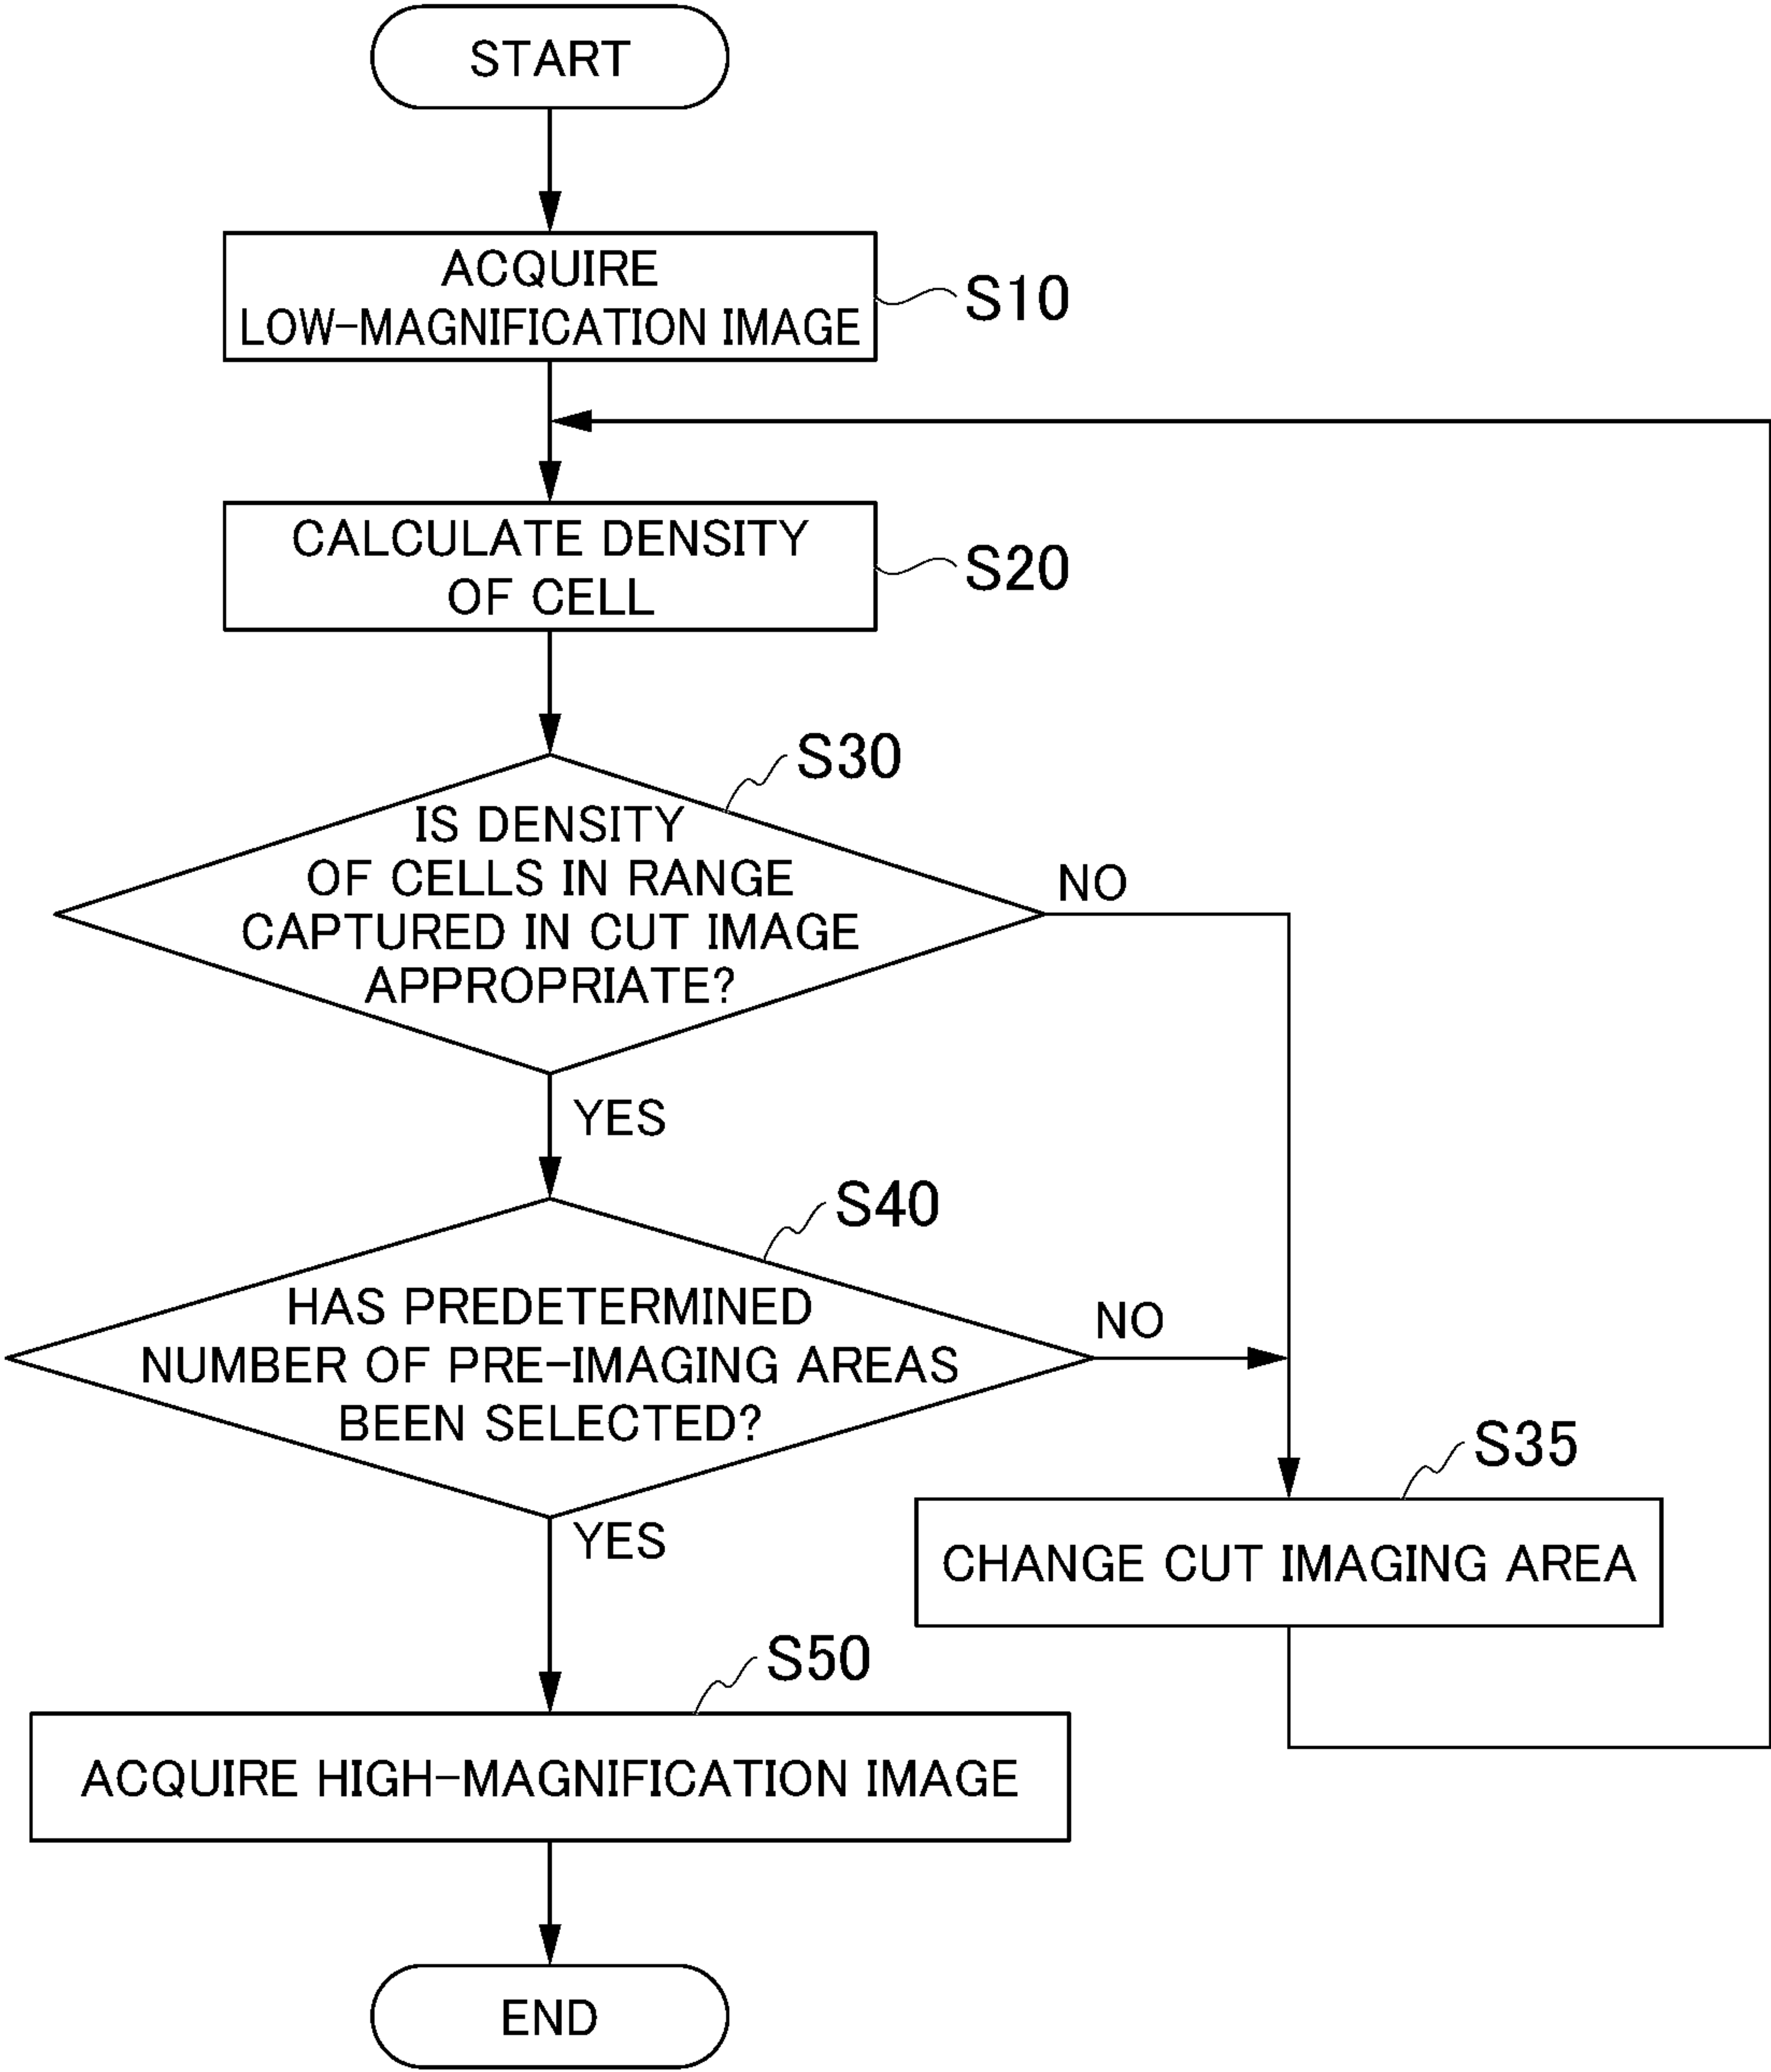 START
ACQUIRE
LOW-MAGNIFICATION IMAGE
S10
CALCULATE DENSITY
OF CELL
S20
S30
IS DENSITY
OF CELLS IN RANGE
CAPTURED IN CUT IMAGE
APPROPRIATE?
NO
YES
S40
HAS PREDETERMINED
NUMBER OF PRE-IMAGING AREAS
BEEN SELECTED?
NO
YES
S35
CHANGE CUT IMAGING AREA
S50
ACQUIRE HIGH-MAGNIFICATION IMAGE
END